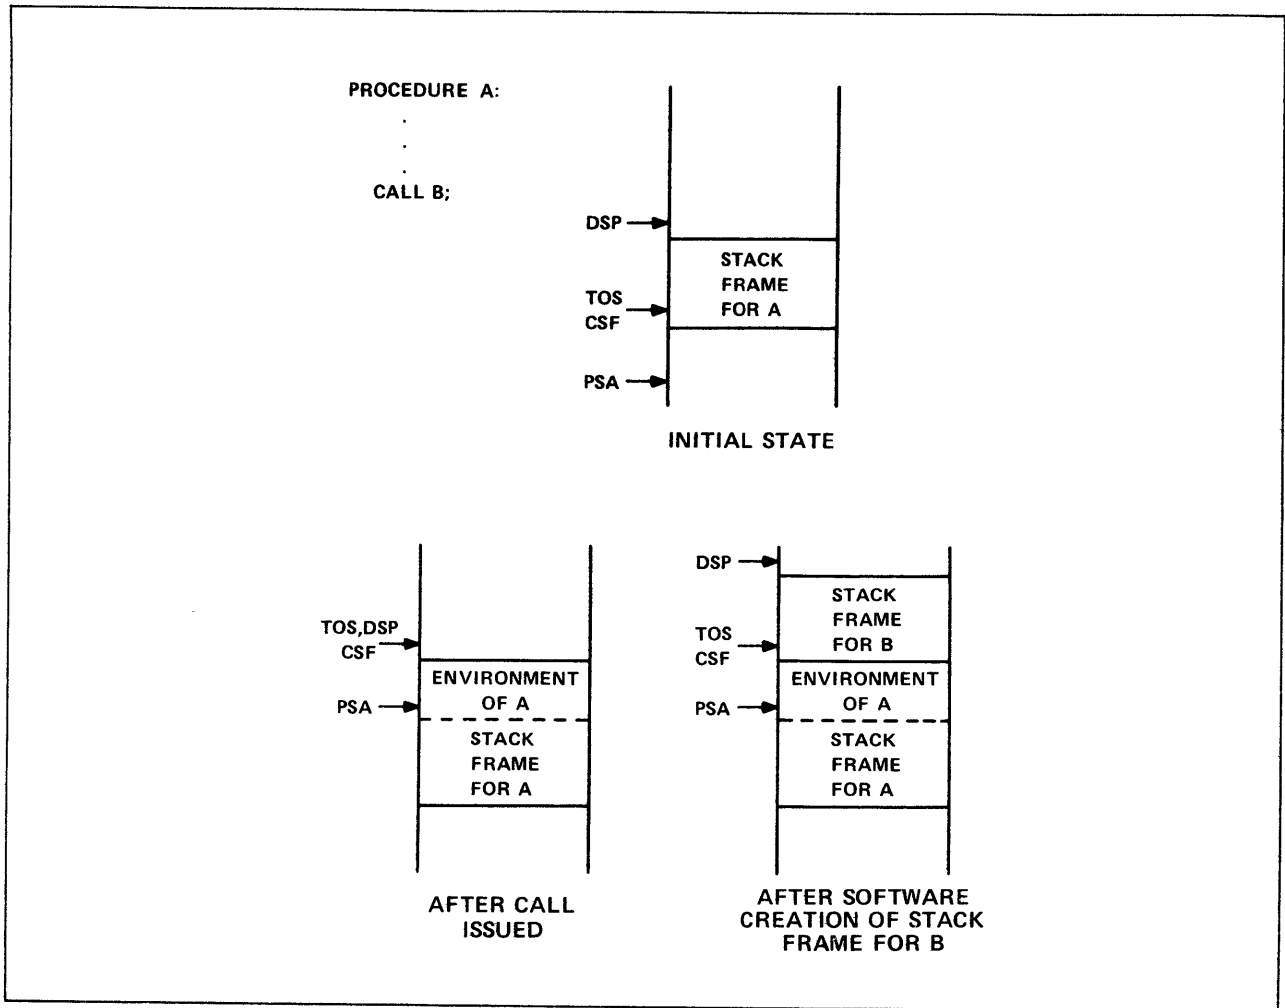 PROCEDURE A:
.
.
.
CALL B;
DSP
STACK
FRAME
FOR A
TOS
CSF
PSA
INITIAL STATE
TOS,DSP
CSF
PSA
ENVIRONMENT
OF A
STACK
FRAME
FOR A
AFTER CALL
ISSUED
DSP
STACK
FRAME
FOR B
TOS
CSF
ENVIRONMENT
OF A
PSA
STACK
FRAME
FOR A
AFTER SOFTWARE
CREATION OF STACK
FRAME FOR B